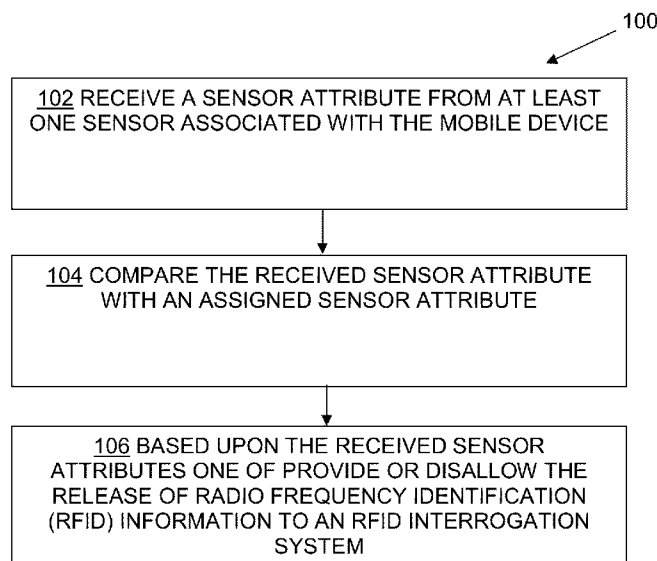 100
102 RECEIVE A SENSOR ATTRIBUTE FROM AT LEAST
ONE SENSOR ASSOCIATED WITH THE MOBILE DEVICE
104 COMPARE THE RECEIVED SENSOR ATTRIBUTE
WITH AN ASSIGNED SENSOR ATTRIBUTE
106 BASED UPON THE RECEIVED SENSOR
ATTRIBUTES ONE OF PROVIDE OR DISALLOW THE
RELEASE OF RADIO FREQUENCY IDENTIFICATION
(RFID) INFORMATION TO AN RFID INTERROGATION
SYSTEM